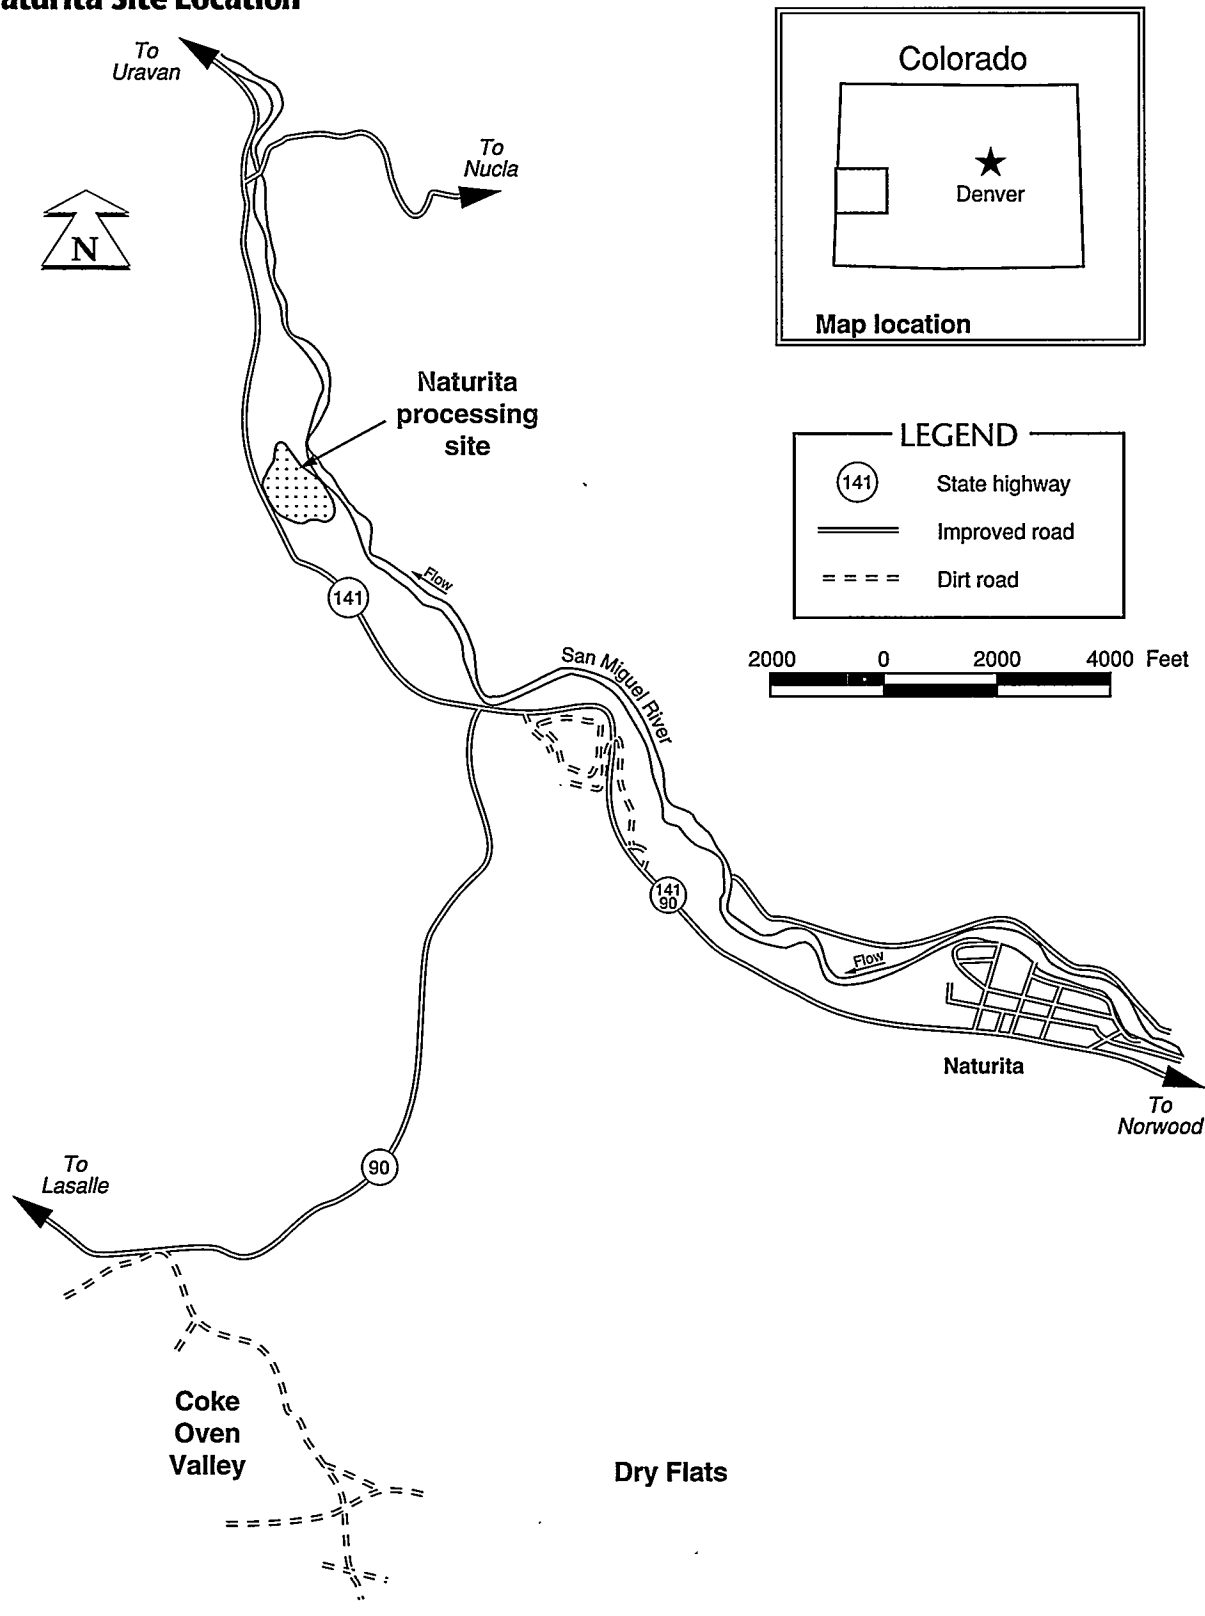 aturita Site Location
To
Uravan
To
Nucla
N
Colorado
Denver
Map location
Naturita
processing
site
LEGEND
141 State highway
Improved road
Dirt road
2000 0 2000 4000 Feet
141
Flow
San Miguel River
141
90
Flow
Naturita
To
Norwood
90
To
Lasalle
Coke
Oven
Valley
Dry Flats